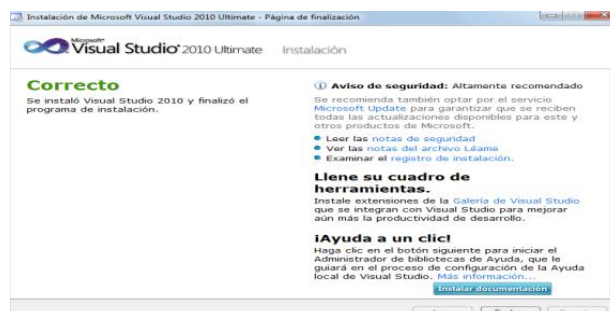 Instalación de Microsoft Visual Studio 2010 Ultimate - Página de finalización
Microsoft
Visual Studio 2010 Ultimate Instalación
Correcto
Se instaló Visual Studio 2010 y finalizó el
programa de instalación.
Aviso de seguridad: Altamente recomendado
Se recomienda también optar por el servicio
Microsoft Update para garantizar que se reciben
todas las actualizaciones disponibles para este y
otros productos de Microsoft.
Leer las notas de seguridad
Ver las notas del archivo Léame
Examinar el registro de instalación.
Llene su cuadro de
herramientas.
Instale extensiones de la Galería de Visual Studio
que se integran con Visual Studio para mejorar
aún más la productividad de desarrollo.
¡Ayuda a un clic!
Haga clic en el botón siguiente para iniciar el
Administrador de bibliotecas de Ayuda, que le
guiará en el proceso de configuración de la Ayuda
local de Visual Studio. Más información...
Instalar documentación